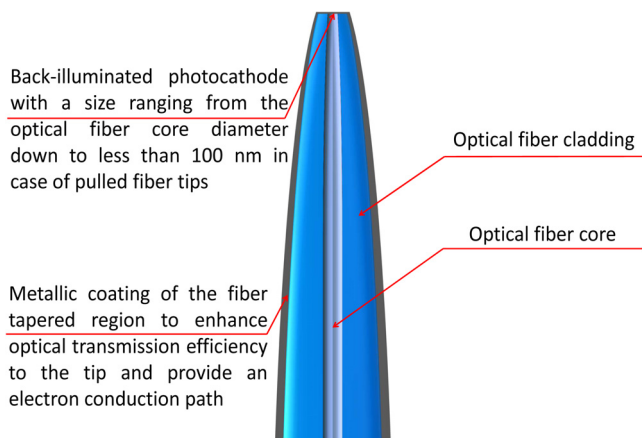 Back-illuminated photocathode
with a size ranging from the
optical fiber core diameter
down to less than 100 nm in
case of pulled fiber tips
Optical fiber cladding
Optical fiber core
Metallic coating of the fiber
tapered region to enhance
optical transmission efficiency
to the tip and provide an
electron conduction path